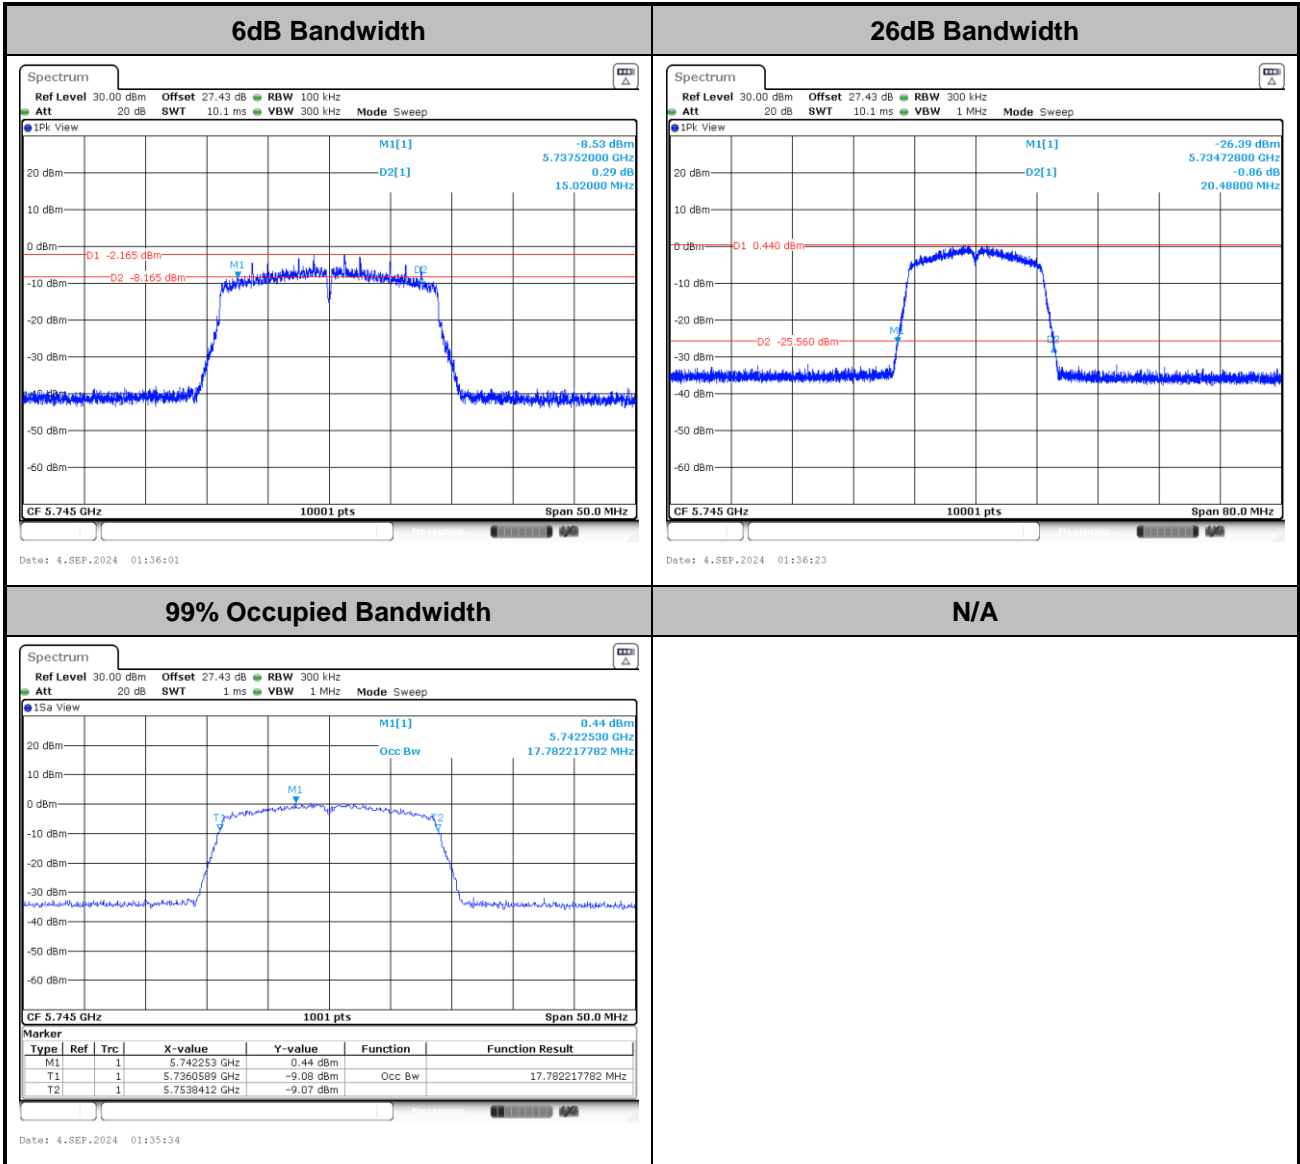 6dB Bandwidth
26dB Bandwidth
Spectrum
Ref Level 30.00 dBm Offset 27.43 dB RBW 100 kHz
Att 20 dB SWT 10.1 ms VBW 300 kHz Mode Sweep
1Pk View
M1[1] -8.53 dBm
5.73752000 GHz
D2[1] 0.29 dB
15.02000 MHz
20 dBm
10 dBm
0 dBm
D1 -2.165 dBm
M1
D2
D2 -8.165 dBm
-10 dBm
-20 dBm
-30 dBm
-40 dBm
-50 dBm
-60 dBm
CF 5.745 GHz 10001 pts Span 50.0 MHz
Date: 4.SEP.2024 01:36:01
Spectrum
Ref Level 30.00 dBm Offset 27.43 dB RBW 300 kHz
Att 20 dB SWT 10.1 ms VBW 1 MHz Mode Sweep
1Pk View
M1[1] -26.39 dBm
5.73472800 GHz
D2[1] -0.86 dB
20.48800 MHz
20 dBm
10 dBm
0 dBm
D1 0.440 dBm
-10 dBm
-20 dBm
M1
D2
D2 -25.560 dBm
-30 dBm
-40 dBm
-50 dBm
-60 dBm
CF 5.745 GHz 10001 pts Span 80.0 MHz
Date: 4.SEP.2024 01:36:23
99% Occupied Bandwidth
N/A
Spectrum
Ref Level 30.00 dBm Offset 27.43 dB RBW 300 kHz
Att 20 dB SWT 1 ms VBW 1 MHz Mode Sweep
1Sa View
M1[1] 0.44 dBm
5.7422530 GHz
Occ Bw 17.782217782 MHz
20 dBm
10 dBm
M1
0 dBm
T1
T2
-10 dBm
-20 dBm
-30 dBm
-40 dBm
-50 dBm
-60 dBm
CF 5.745 GHz 1001 pts Span 50.0 MHz
Marker
Type Ref Trc X-value Y-value Function Function Result
M1 1 5.742253 GHz 0.44 dBm
T1 1 5.7360589 GHz -9.08 dBm Occ Bw 17.782217782 MHz
T2 1 5.7538412 GHz -9.07 dBm
Date: 4.SEP.2024 01:35:34